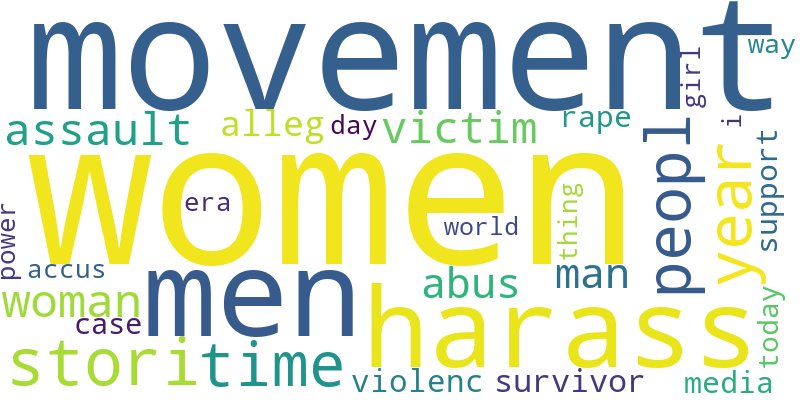 movement
way
girl
i
assault
alleg
day
victim
rape
peopl
year
support
women
era
world
thing
power
accus
men
abus
man
woman
case
harass
today
stori
time
violenc
survivor
media